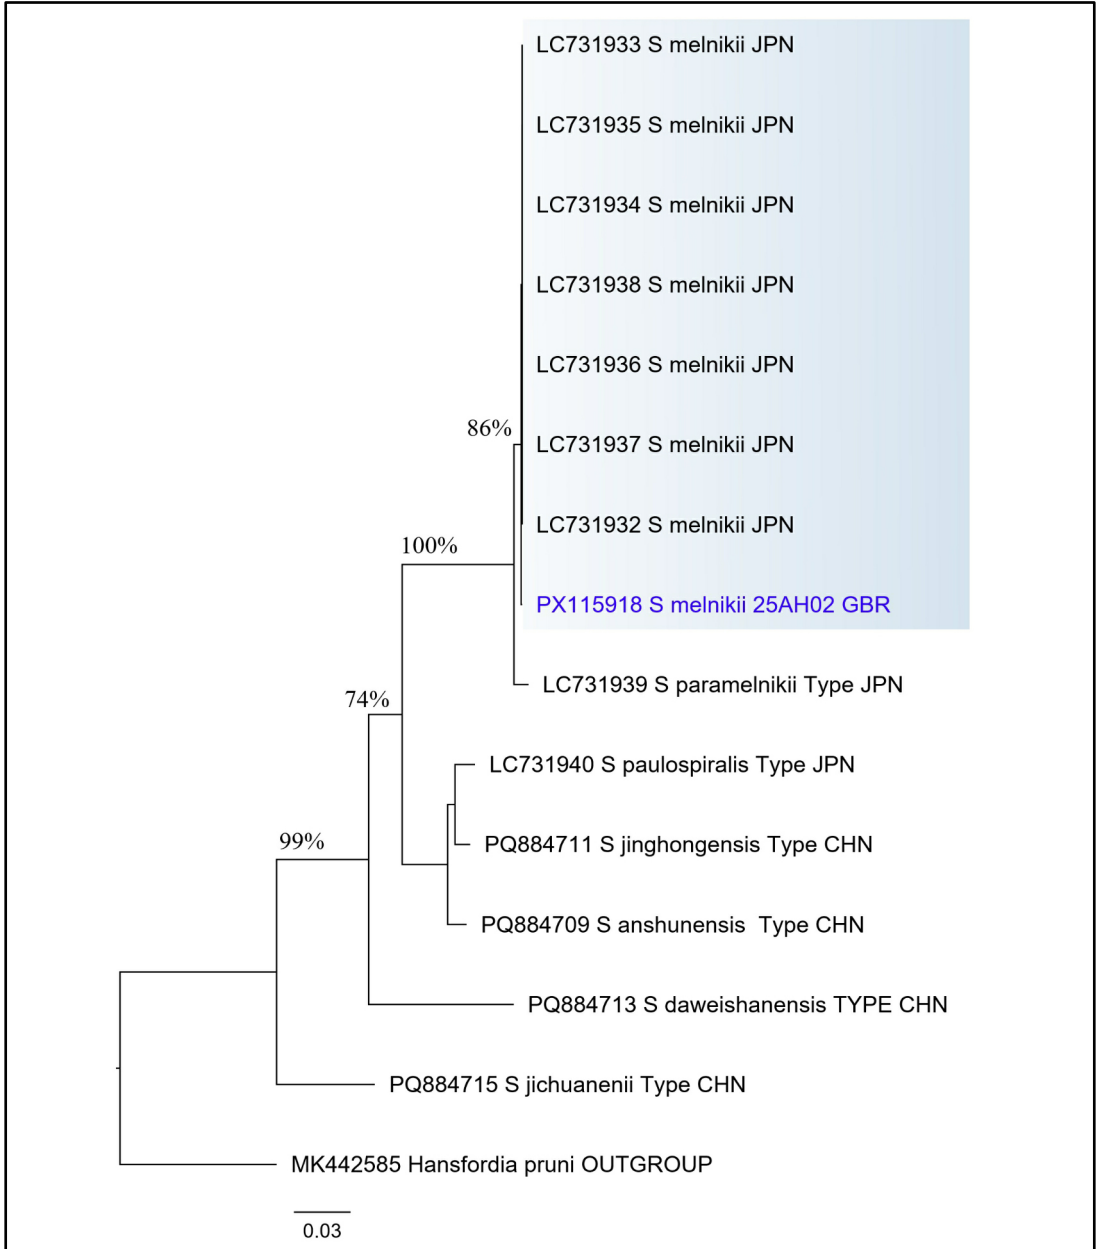 LC731933 S melnikii JPN
LC731935 S melnikii JPN
LC731934 S melnikii JPN
LC731938 S melnikii JPN
LC731936 S melnikii JPN
86%
LC731937 S melnikii JPN
LC731932 S melnikii JPN
100%
PX115918 S melnikii 25AH02 GBR
LC731939 S paramelnikii Type JPN
74%
LC731940 S paulospiralis Type JPN
99%
PQ884711 S jinghongensis Type CHN
PQ884709 S anshunensis  Type CHN
PQ884713 S daweishanensis TYPE CHN
PQ884715 S jichuanenii Type CHN
MK442585 Hansfordia pruni OUTGROUP
0.03